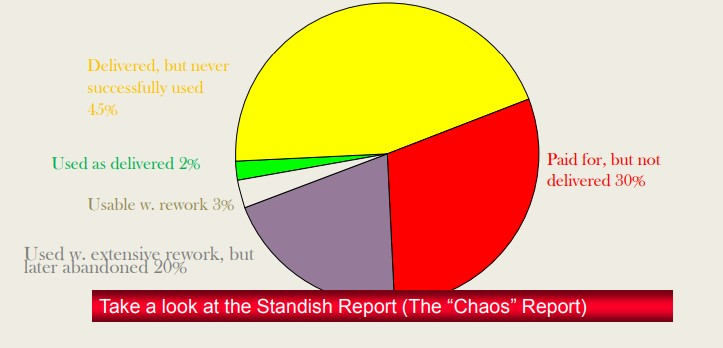 Delivered, but never
successfully used
45%
Paid for, but not
delivered 30%
Used as delivered 2%
Usable w. rework 3%
Used w. extensive rework, but
later abandoned 20%
Take a look at the Standish Report (The “Chaos” Report)